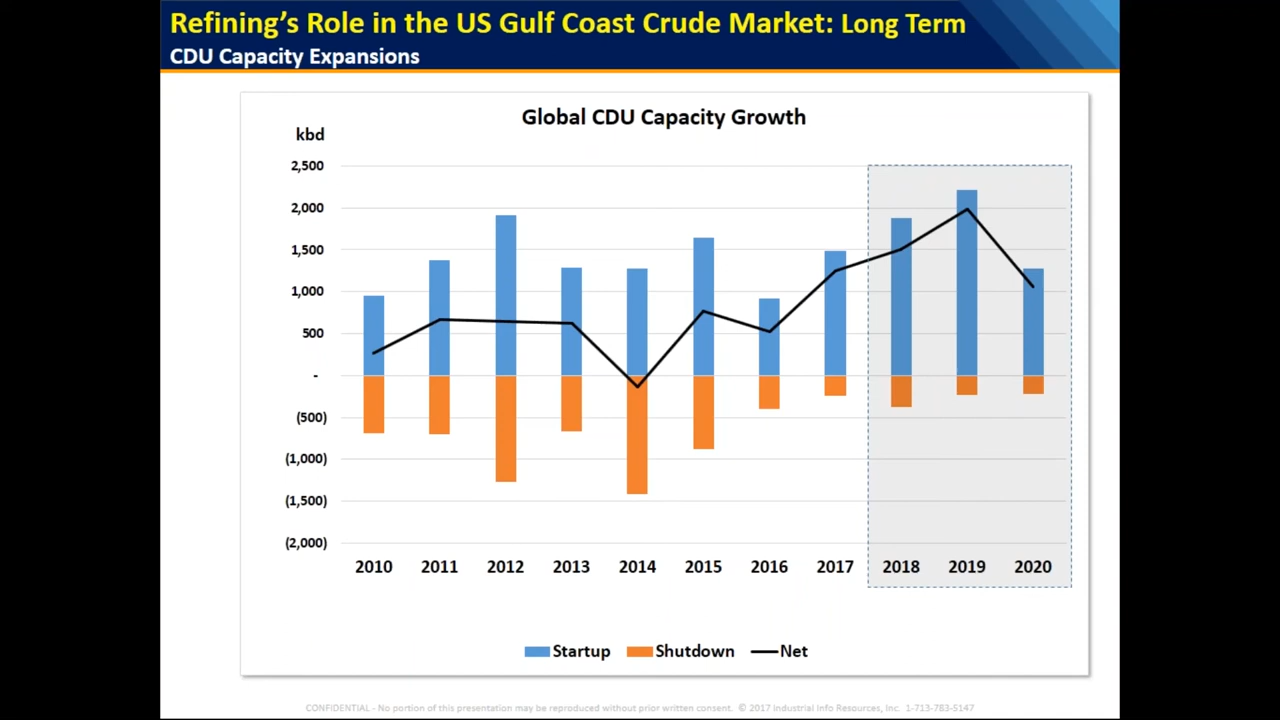 Refining's Role in the US Gulf Coast Crude Market: Long Term
CDU Capacity Expansions
Global CDU Capacity Growth
kbd
2,500
2,000
1,500
1,000
500
-
(500)
(1,000)
(1,500)
(2,000)
2010 2011 2012 2013 2014 2015 2016 2017 2018 2019 2020
Startup Shutdown Net
CONFIDENTIAL - No portion of this presentation may be reproduced without prior written consent. © 2017 Industrial Info Resources, Inc. 1-713-783-5147